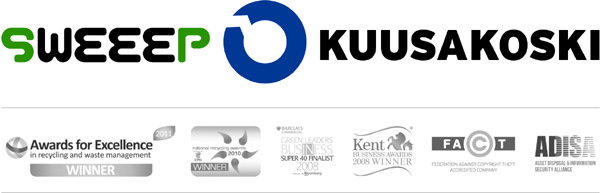 SWEEEP KUUSAKOSKI
2011
Awards for Excellence
in recycling and waste management
WINNER
national recycling awards
2010
WINNER
GREEN LEADERS
BUSINESS
SUPER 40 FINALIST
2008
Kent
BUSINESS AWARDS
2008 WINNER
FACT
FEDERATION AGAINST COPYRIGHT THEFT
ACCREDITED COMPANY
ADISA
ASSET DISPOSAL & INFORMATION
SECURITY ALLIANCE